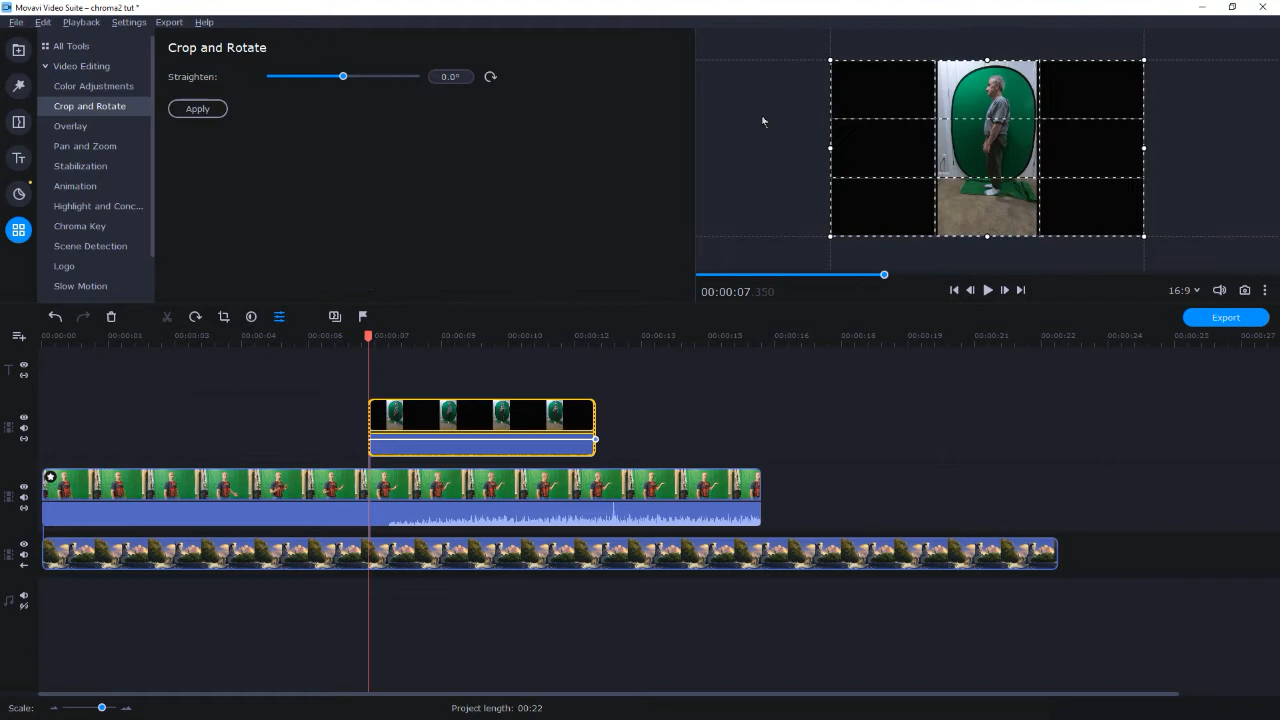 Movavi Video Suite – chroma2 tut *
File Edit Playback Settings Export Help
All Tools
Video Editing
Color Adjustments
Crop and Rotate
Overlay
Pan and Zoom
Stabilization
Animation
Highlight and Conc...
Chroma Key
Scene Detection
Logo
Slow Motion
Crop and Rotate
Straighten: 0.0°
Apply
00:00:07.350
16:9
Export
00:00:00 00:00:01 00:00:03 00:00:04 00:00:06 00:00:07 00:00:09 00:00:10 00:00:12 00:00:13 00:00:15 00:00:16 00:00:18 00:00:19 00:00:21 00:00:22 00:00:24 00:00:25 00:00:27
Scale:
Project length: 00:22